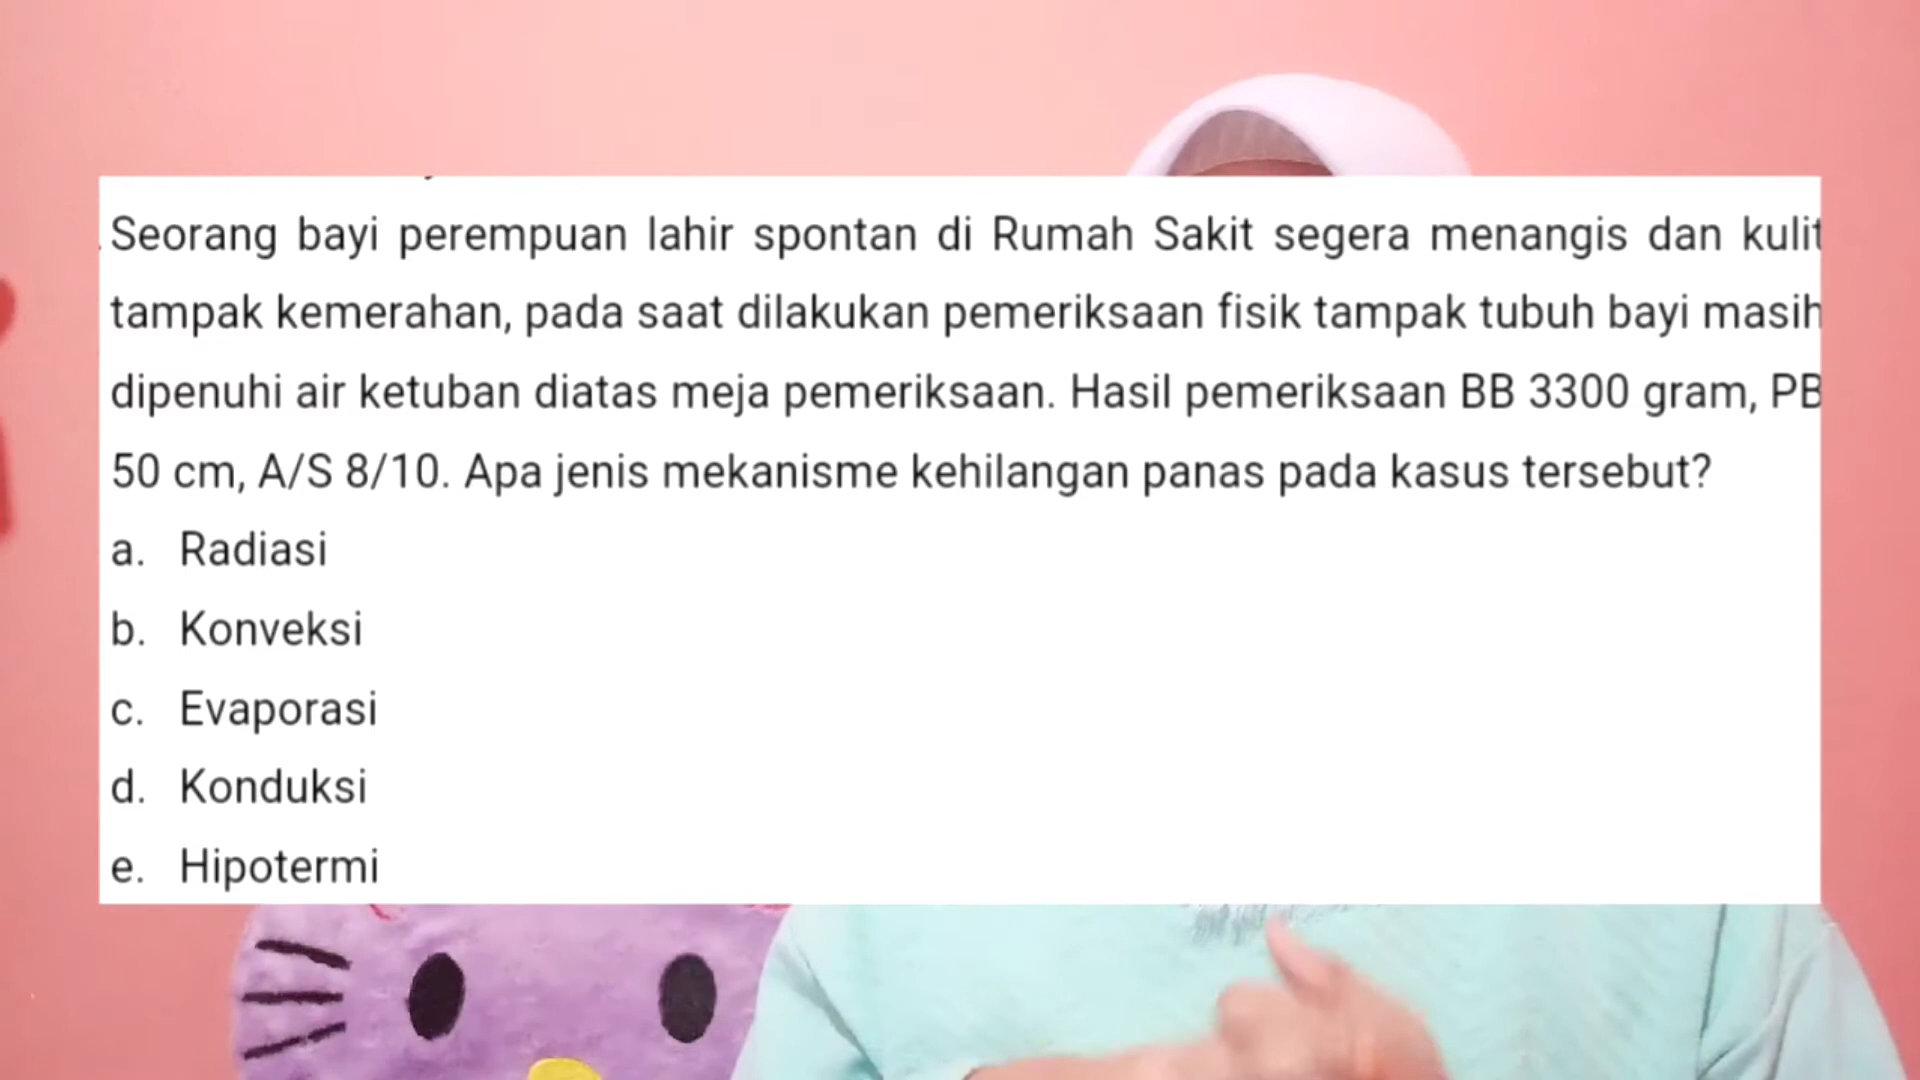 Seorang bayi perempuan lahir spontan di Rumah Sakit segera menangis dan kulit
tampak kemerahan, pada saat dilakukan pemeriksaan fisik tampak tubuh bayi masih
dipenuhi air ketuban diatas meja pemeriksaan. Hasil pemeriksaan BB 3300 gram, PB
50 cm, A/S 8/10. Apa jenis mekanisme kehilangan panas pada kasus tersebut?
a. Radiasi
b. Konveksi
c. Evaporasi
d. Konduksi
e. Hipotermi